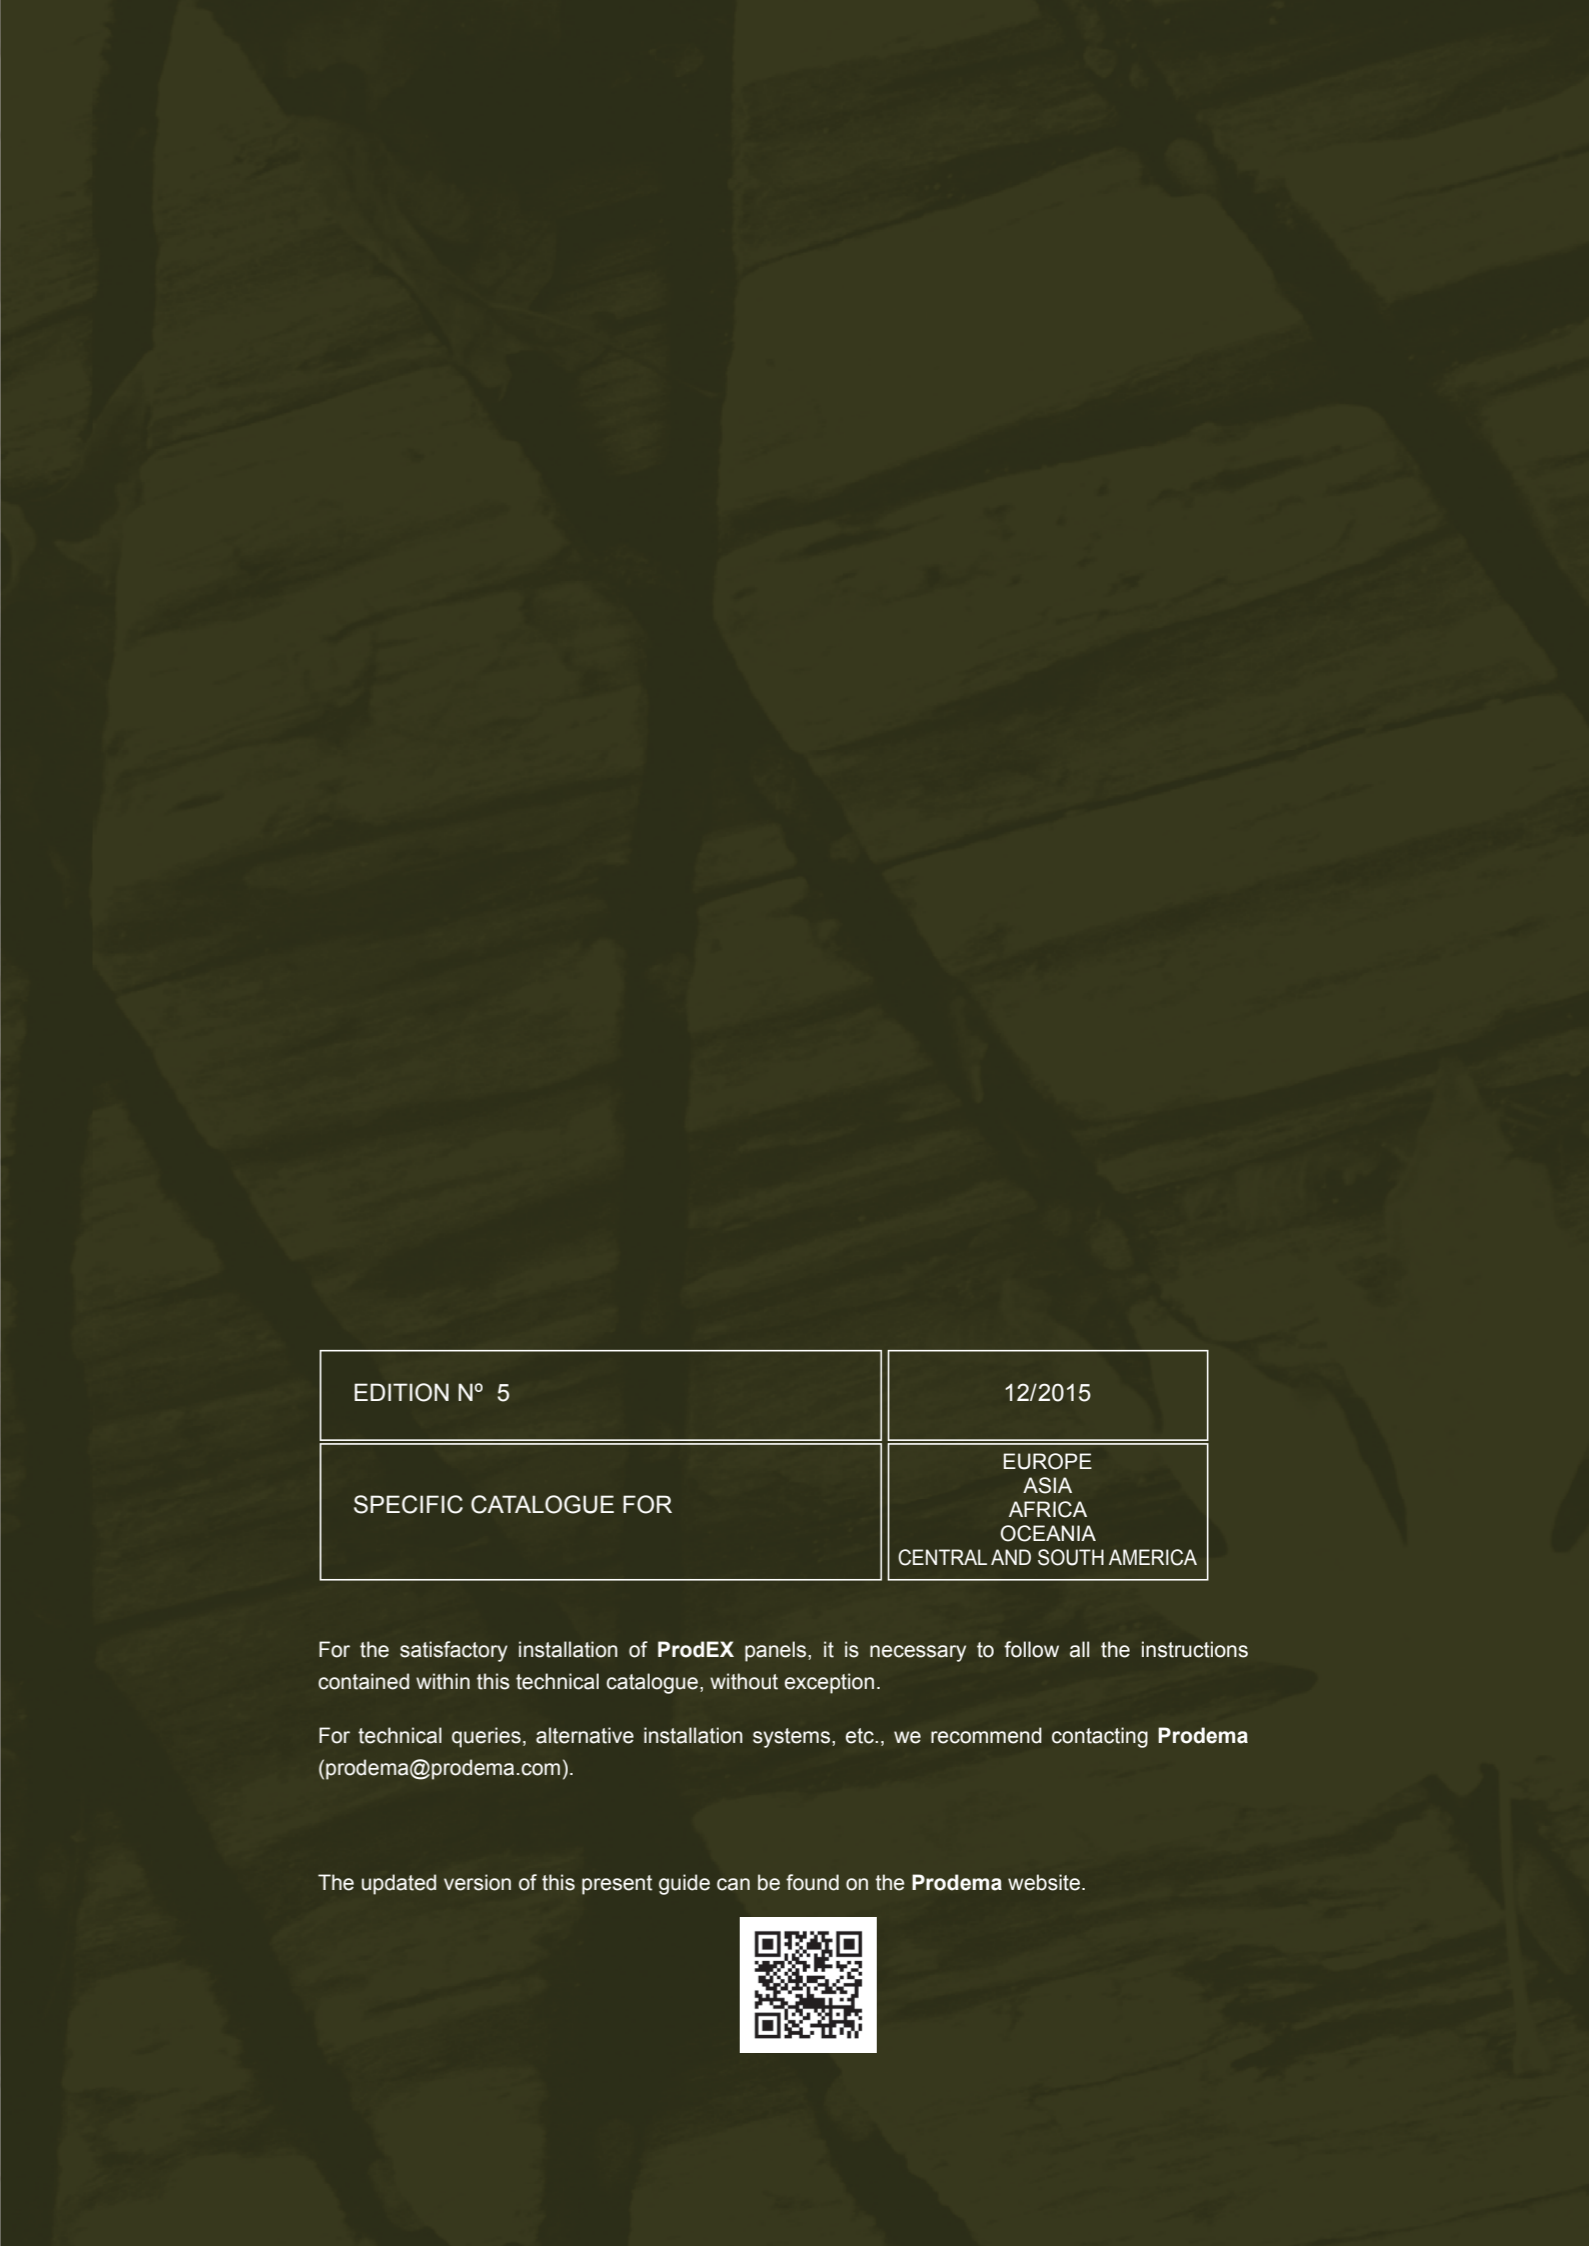 EDITION Nº 5
12/2015
SPECIFIC CATALOGUE FOR
EUROPE
ASIA
AFRICA
OCEANIA
CENTRAL AND SOUTH AMERICA
For the satisfactory installation of ProdEX panels, it is necessary to follow all the instructions
contained within this technical catalogue, without exception.
For technical queries, alternative installation systems, etc., we recommend contacting Prodema
(prodema@prodema.com).
The updated version of this present guide can be found on the Prodema website.